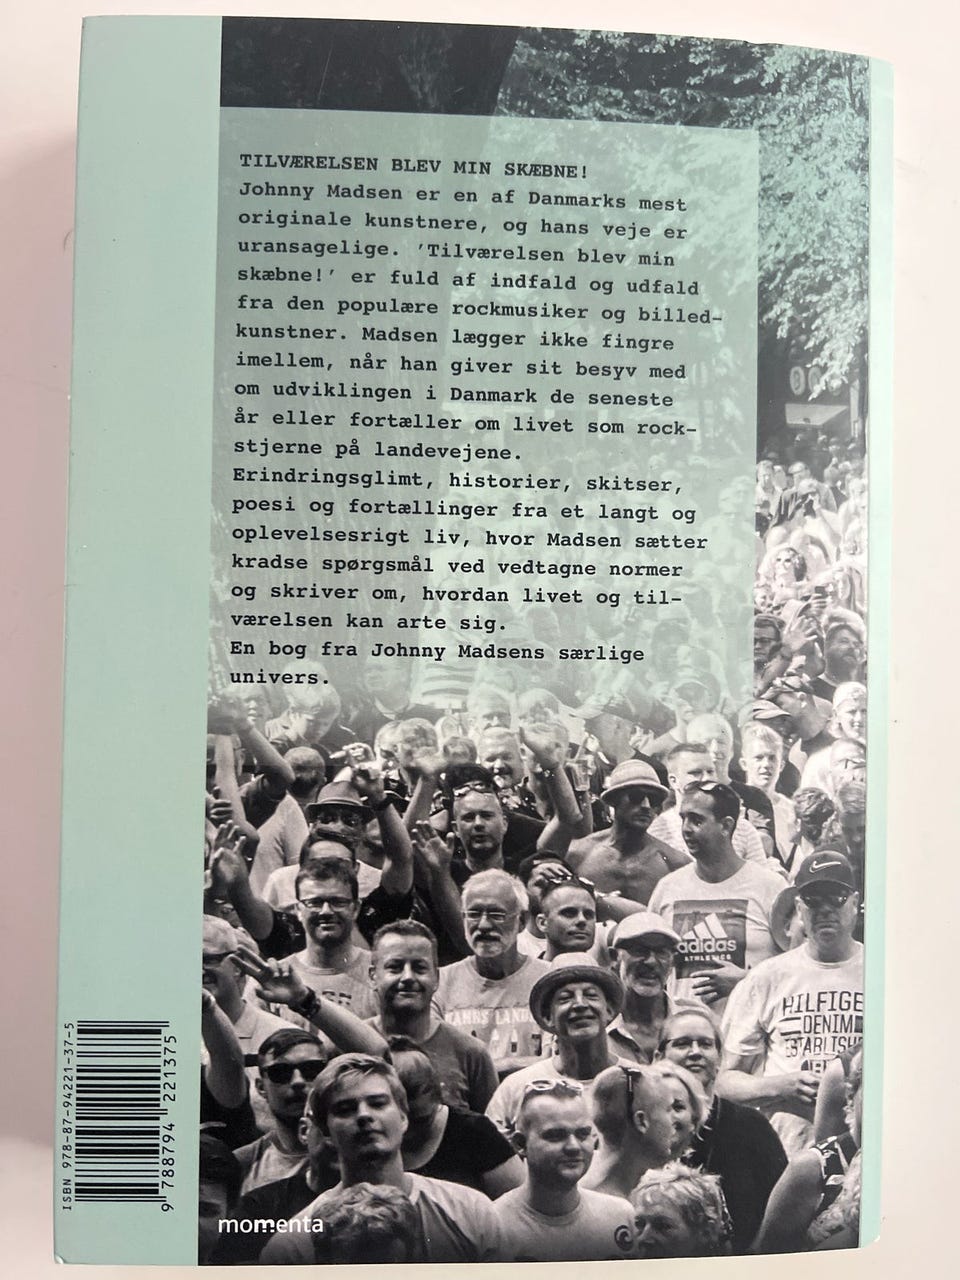 TILVÆRELSEN BLEV MIN SKÆBNE!
Johnny Madsen er en af Danmarks mest
originale kunstnere, og hans veje er
uransagelige. 'Tilværelsen blev min
skæbne!' er fuld af indfald og udfald
fra den populære rockmusiker og billed-
kunstner. Madsen lægger ikke fingre
imellem, når han giver sit besyv med
om udviklingen i Danmark de seneste
år eller fortæller om livet som rock-
stjerne på landevejene.
Erindringsglimt, historier, skitser,
poesi og fortællinger fra et langt og
oplevelsesrigt liv, hvor Madsen sætter
kradse spørgsmål ved vedtagne normer
og skriver om, hvordan livet og til-
værelsen kan arte sig.
En bog fra Johnny Madsens særlige
univers.
adidas
ATHLETICS
HILFIGE
DENIM
ESTABLISH
ISBN 978-87-94221-37-5
9 788794 221375
momenta